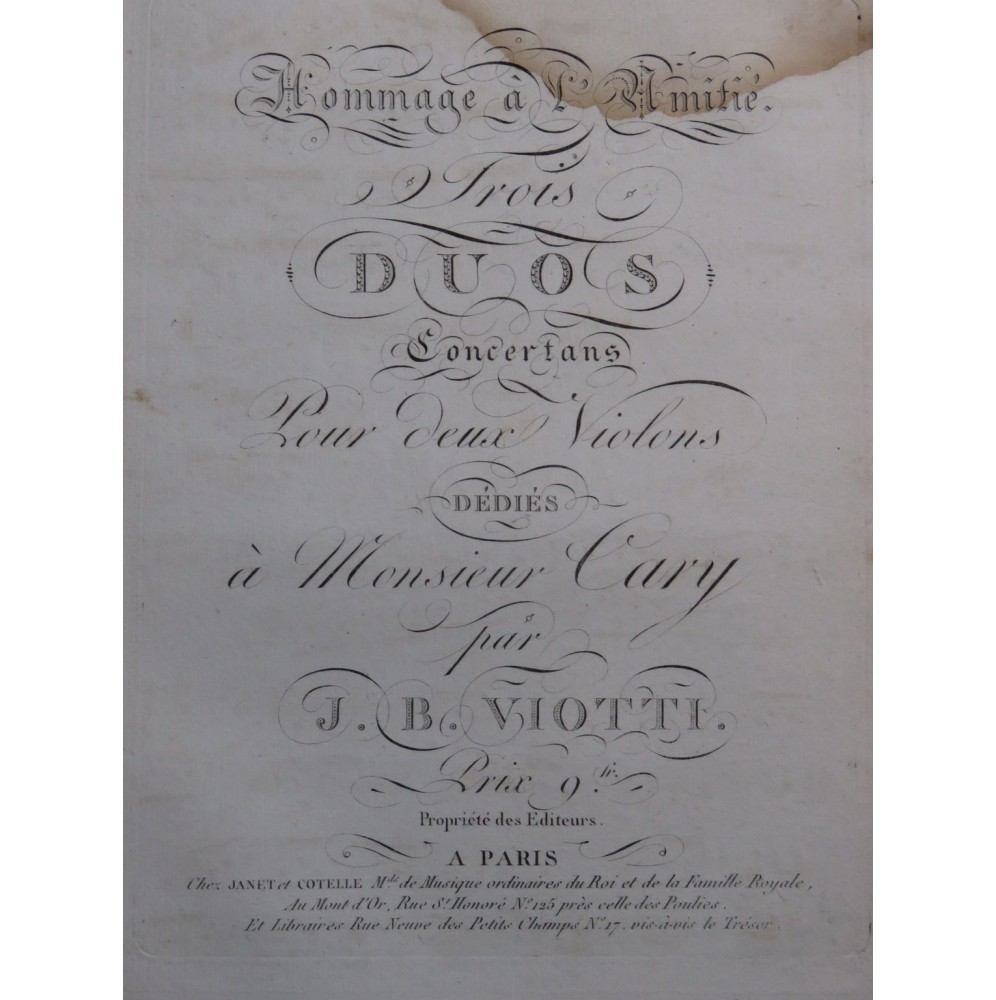 Hommage à l'Amitié.
Trois
DUOS
Concertans
Pour deux Violons
DÉDIÉS
à Monsieur Cary
par
J. B. VIOTTI.
Prix 9.fr.
Propriété des Editeurs.
A PARIS
Chez JANET et COTELLE Mds. de Musique ordinaires du Roi et de la Famille Royale,
Au Mont d'Or, Rue St. Honoré No. 125 près celle des Poulies.
Et Libraires Rue Neuve des Petits Champs No. 17, vis-à-vis le Trésor.